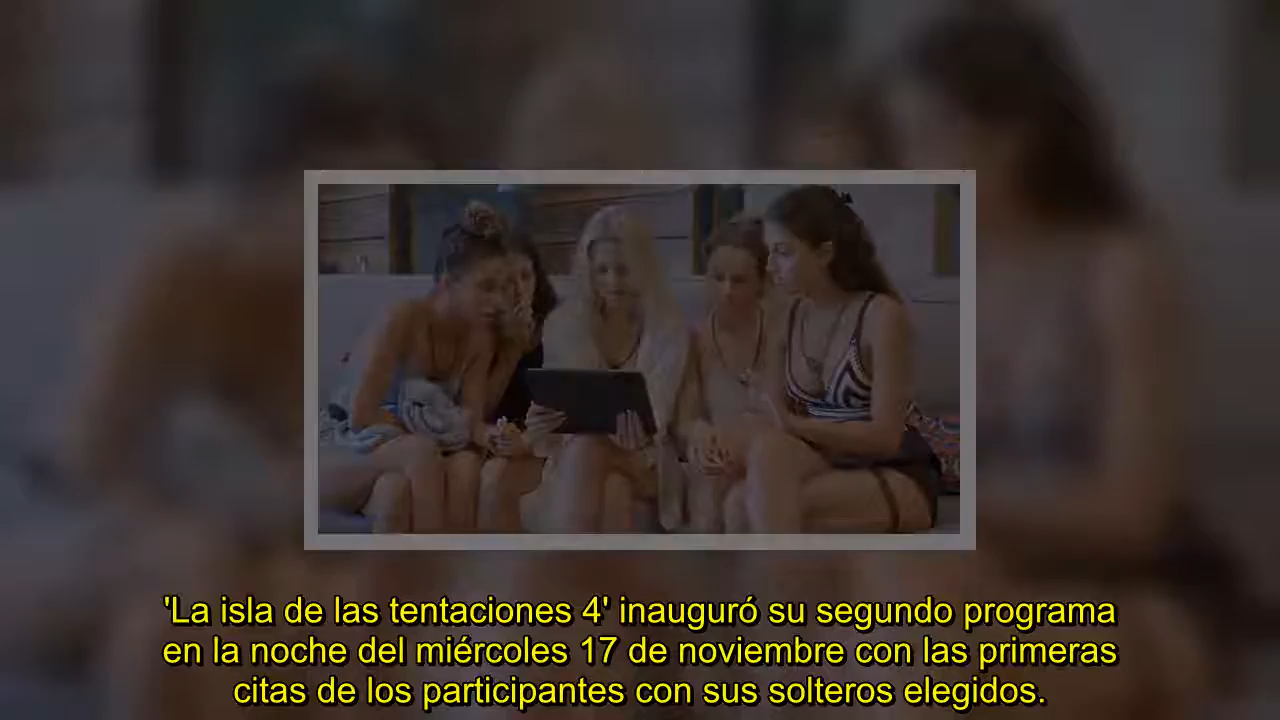 'La isla de las tentaciones 4' inauguró su segundo programa
en la noche del miércoles 17 de noviembre con las primeras
citas de los participantes con sus solteros elegidos.